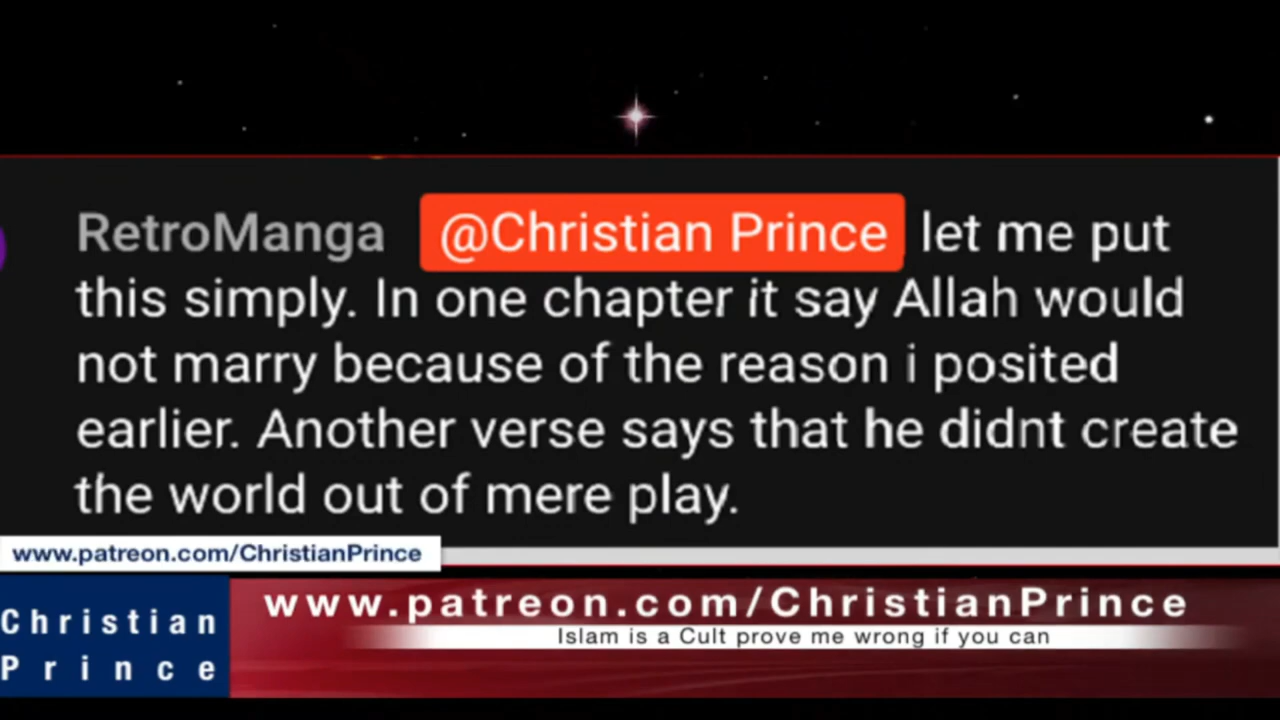 RetroManga @Christian Prince let me put
this simply. In one chapter it say Allah would
not marry because of the reason i posited
earlier. Another verse says that he didnt create
the world out of mere play.
www.patreon.com/ChristianPrince
Christian
Prince
www.patreon.com/ChristianPrince
Islam is a Cult prove me wrong if you can